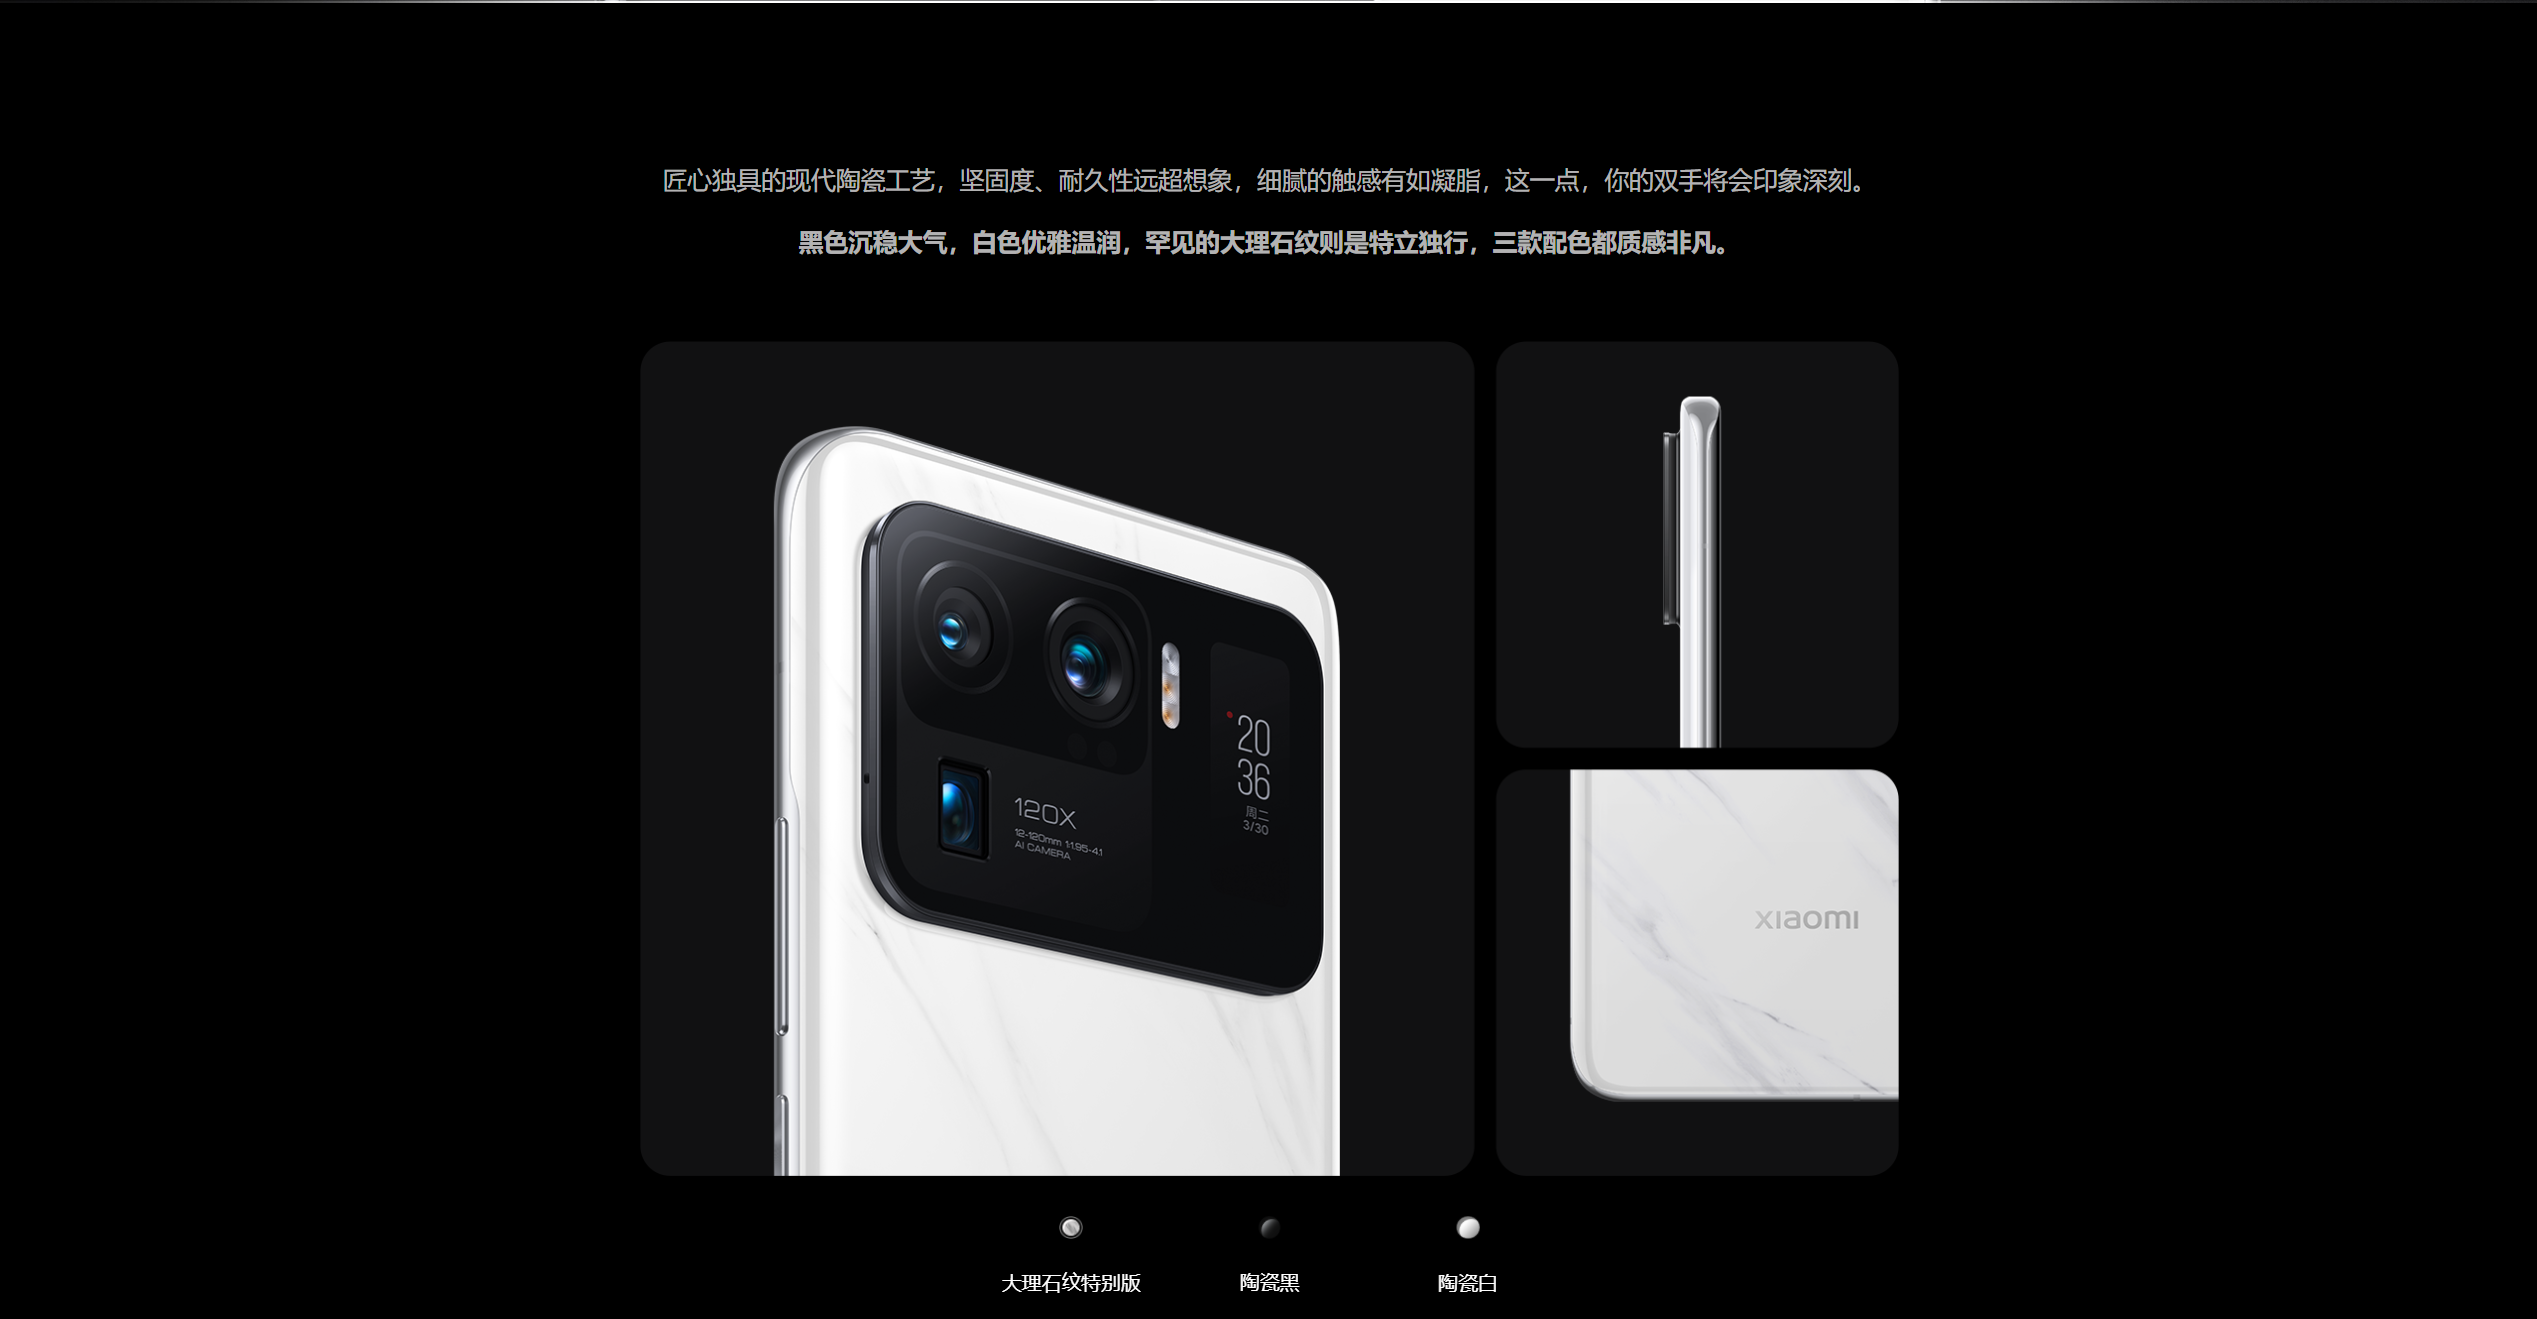 匠心独具的现代陶瓷工艺，坚固度、耐久性远超想象，细腻的触感有如凝脂，这一点，你的双手将会印象深刻。
黑色沉稳大气，白色优雅温润，罕见的大理石纹则是特立独行，三款配色都质感非凡。
20
36
周二
3/30
120X
12-120mm 1:1.95-4.1
AI CAMERA
xiaomi
大理石纹特别版
陶瓷黑
陶瓷白